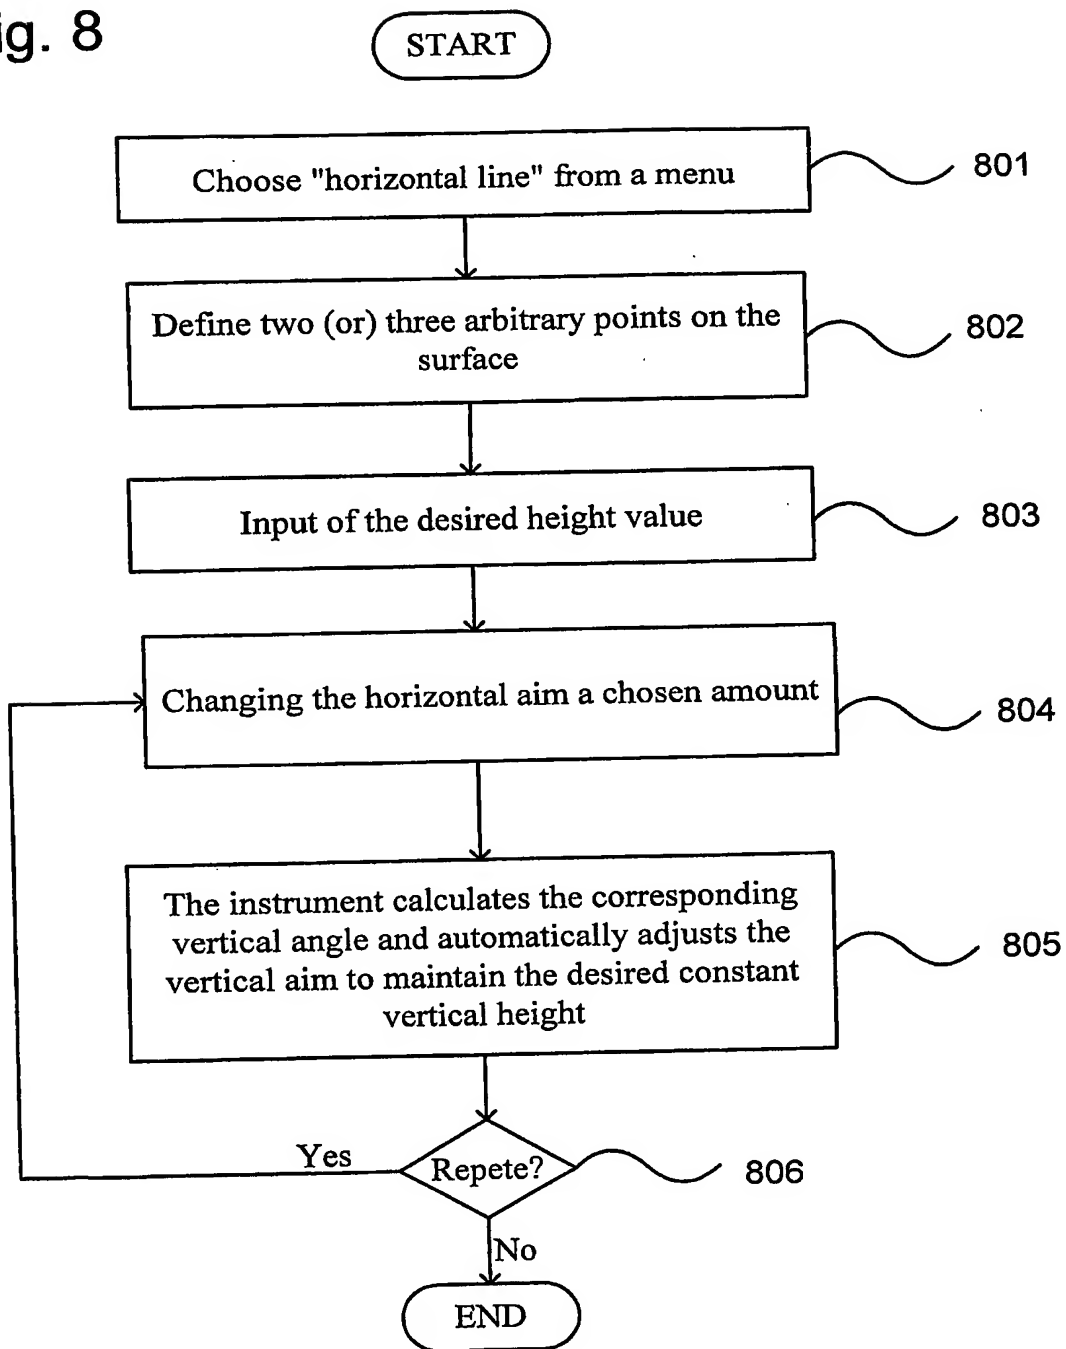 ig. 8
START
Choose "horizontal line" from a menu
801
Define two (or) three arbitrary points on the
surface
802
Input of the desired height value
803
Changing the horizontal aim a chosen amount
804
The instrument calculates the corresponding
vertical angle and automatically adjusts the
vertical aim to maintain the desired constant
vertical height
805
Yes
Repete?
806
No
END